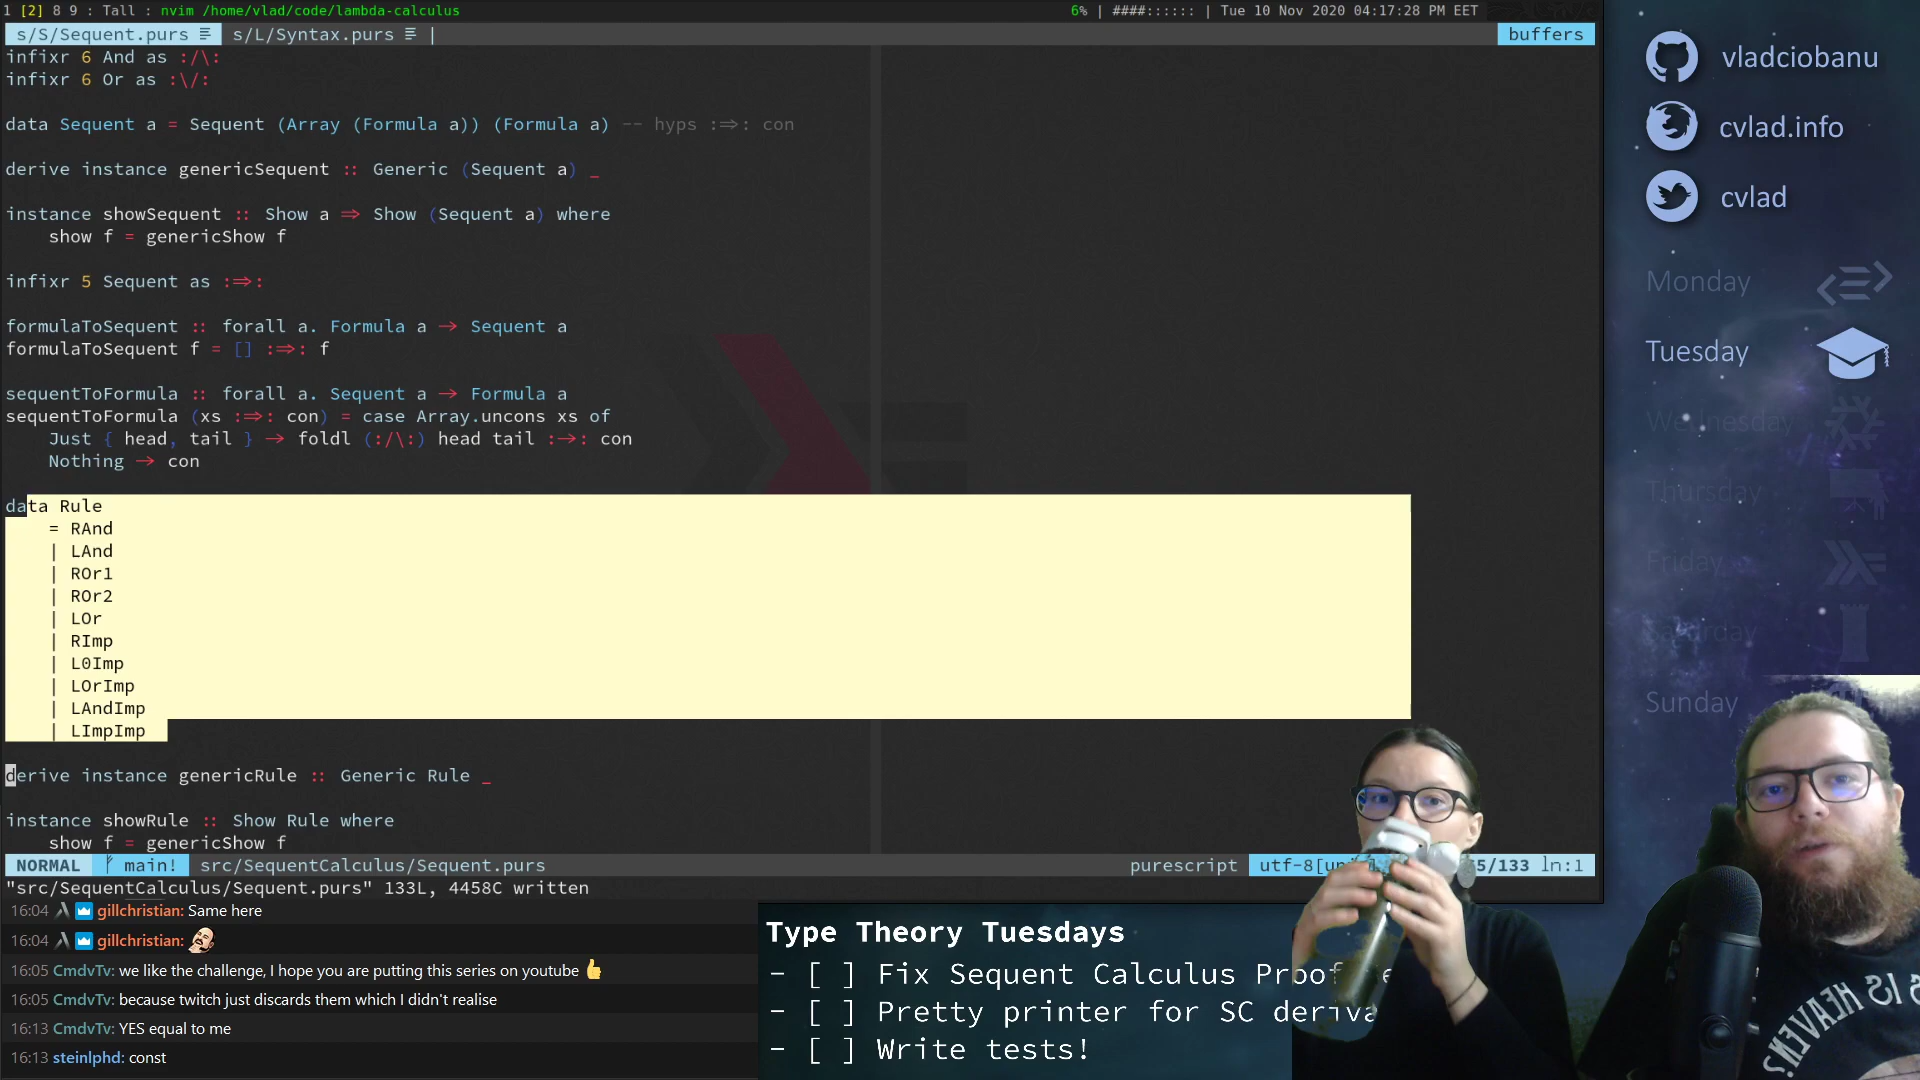 1 [2] 8 9 : Tall : nvim /home/vlad/code/lambda-calculus
6% | ####:::::: | Tue 10 Nov 2020 04:17:28 PM EET
s/S/Sequent.purs s/L/Syntax.purs |
buffers
infixr 6 And as :/\:
infixr 6 Or as :\/:
data Sequent a = Sequent (Array (Formula a)) (Formula a) -- hyps :=>: con
derive instance genericSequent :: Generic (Sequent a) _
instance showSequent :: Show a => Show (Sequent a) where
show f = genericShow f
infixr 5 Sequent as :=>:
formulaToSequent :: forall a. Formula a -> Sequent a
formulaToSequent f = [] :=>: f
sequentToFormula :: forall a. Sequent a -> Formula a
sequentToFormula (xs :=>: con) = case Array.uncons xs of
Just { head, tail } -> foldl (:/\:) head tail :->: con
Nothing -> con
data Rule
= RAnd
| LAnd
| ROr1
| ROr2
| LOr
| RImp
| L0Imp
| LOrImp
| LAndImp
| LImpImp
derive instance genericRule :: Generic Rule _
instance showRule :: Show Rule where
show f = genericShow f
NORMAL main! src/SequentCalculus/Sequent.purs
purescript
5/133 ln:1
"src/SequentCalculus/Sequent.purs" 133L, 4458C written
16:04 gillchristian: Same here
16:04 gillchristian:
16:05 CmdvTv: we like the challenge, I hope you are putting this series on youtube 👍
16:05 CmdvTv: because twitch just discards them which I didn't realise
16:13 CmdvTv: YES equal to me
16:13 steinlphd: const
Type Theory Tuesdays
- [ ] Fix Sequent Calculus
- [ ] Pretty printer for SC
- [ ] Write tests!
vladciobanu
cvlad.info
cvlad
Monday
Tuesday
Wednesday
Thursday
Friday
Saturday
Sunday